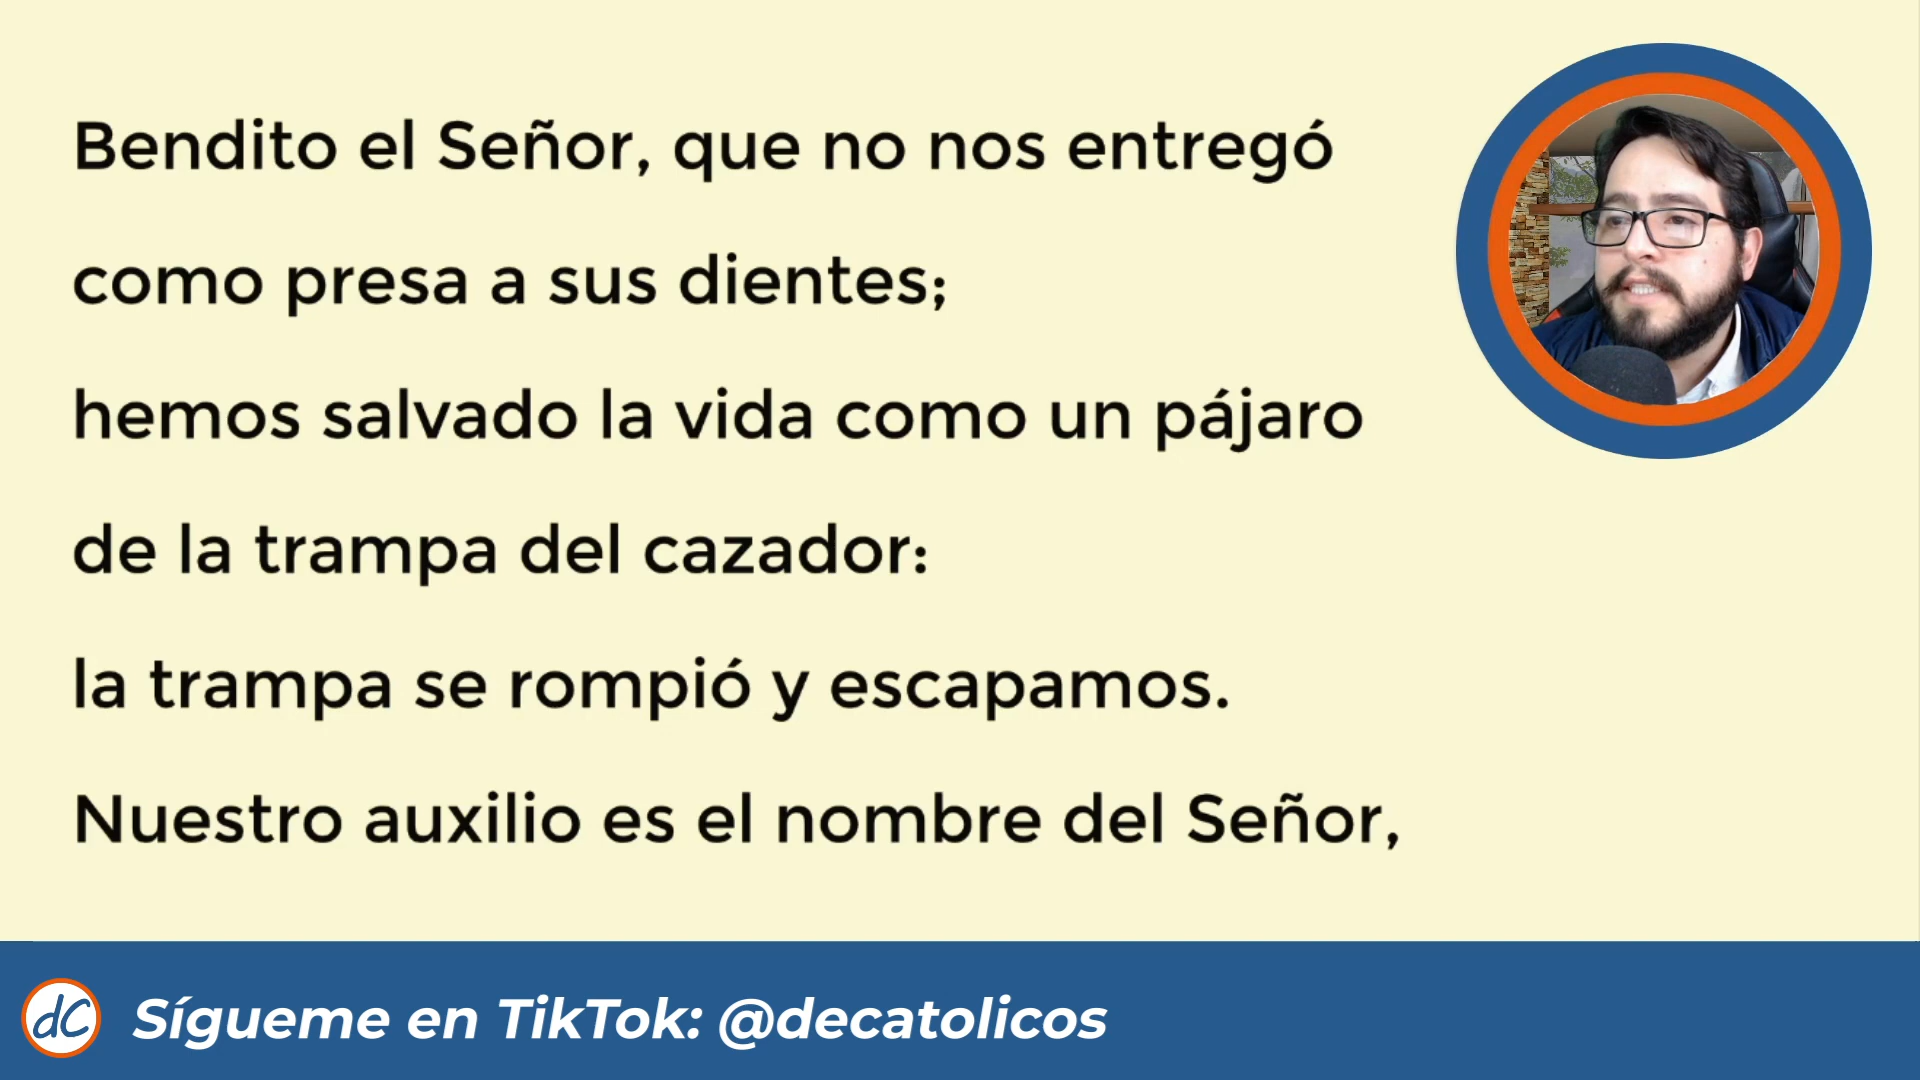 Bendito el Señor, que no nos entregó
como presa a sus dientes;
hemos salvado la vida como un pájaro
de la trampa del cazador:
la trampa se rompió y escapamos.
Nuestro auxilio es el nombre del Señor,
dC Sígueme en TikTok: @decatolicos